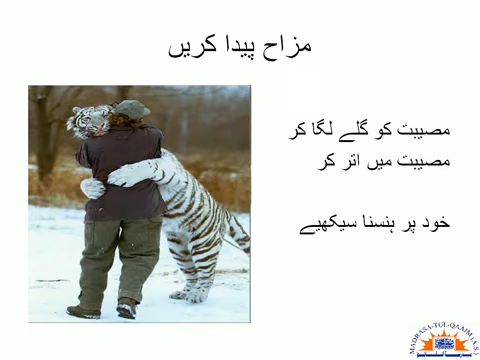 مزاح پیدا کریں
مصیبت کو گلے لگا کر
مصیبت میں اتر کر
خود پر ہنسنا سیکھیے
MADRASA-TUL-QAAIM (A.S)